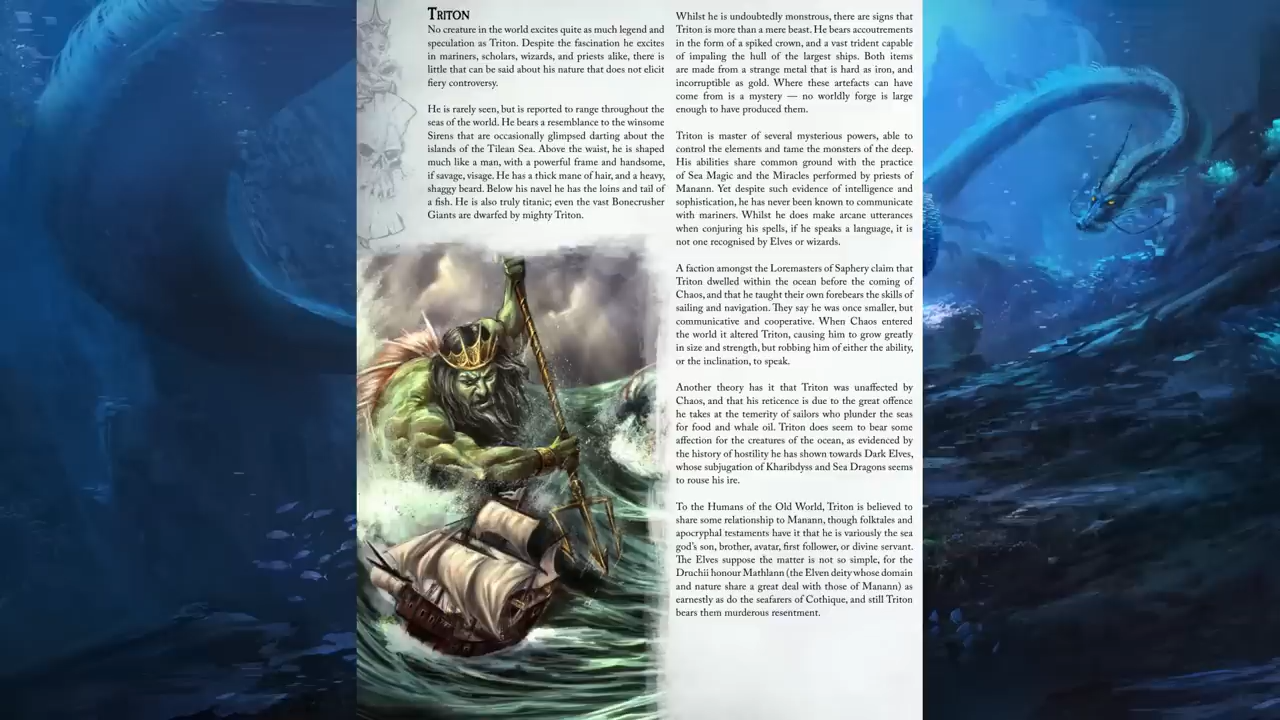 Triton
No creature in the world excites quite as much legend and
speculation as Triton. Despite the fascination he excites
in mariners, scholars, wizards, and priests alike, there is
little that can be said about his nature that does not elicit
fiery controversy.
He is rarely seen, but is reported to range throughout the
seas of the world. He bears a resemblance to the winsome
Sirens that are occasionally glimpsed darting about the
islands of the Tilean Sea. Above the waist, he is shaped
much like a man, with a powerful frame and handsome,
if savage, visage. He has a thick mane of hair, and a heavy,
shaggy beard. Below his navel he has the loins and tail of
a fish. He is also truly titanic; even the vast Bonecrusher
Giants are dwarfed by mighty Triton.
Whilst he is undoubtedly monstrous, there are signs that
Triton is more than a mere beast. He bears accoutrements
in the form of a spiked crown, and a vast trident capable
of impaling the hull of the largest ships. Both items
are made from a strange metal that is hard as iron, and
incorruptible as gold. Where these artefacts can have
come from is a mystery — no worldly forge is large
enough to have produced them.
Triton is master of several mysterious powers, able to
control the elements and tame the monsters of the deep.
His abilities share common ground with the practice
of Sea Magic and the Miracles performed by priests of
Manann. Yet despite such evidence of intelligence and
sophistication, he has never been known to communicate
with mariners. Whilst he does make arcane utterances
when conjuring his spells, if he speaks a language, it is
not one recognised by Elves or wizards.
A faction amongst the Loremasters of Saphery claim that
Triton dwelled within the ocean before the coming of
Chaos, and that he taught their own forebears the skills of
sailing and navigation. They say he was once smaller, but
communicative and cooperative. When Chaos entered
the world it altered Triton, causing him to grow greatly
in size and strength, but robbing him of either the ability,
or the inclination, to speak.
Another theory has it that Triton was unaffected by
Chaos, and that his reticence is due to the great offence
he takes at the temerity of sailors who plunder the seas
for food and whale oil. Triton does seem to bear some
affection for the creatures of the ocean, as evidenced by
the history of hostility he has shown towards Dark Elves,
whose subjugation of Kharibdyss and Sea Dragons seems
to rouse his ire.
To the Humans of the Old World, Triton is believed to
share some relationship to Manann, though folktales and
apocryphal testaments have it that he is variously the sea
god's son, brother, avatar, first follower, or divine servant.
The Elves suppose the matter is not so simple, for the
Druchii honour Mathlann (the Elven deity whose domain
and nature share a great deal with those of Manann) as
earnestly as do the seafarers of Cothique, and still Triton
bears them murderous resentment.